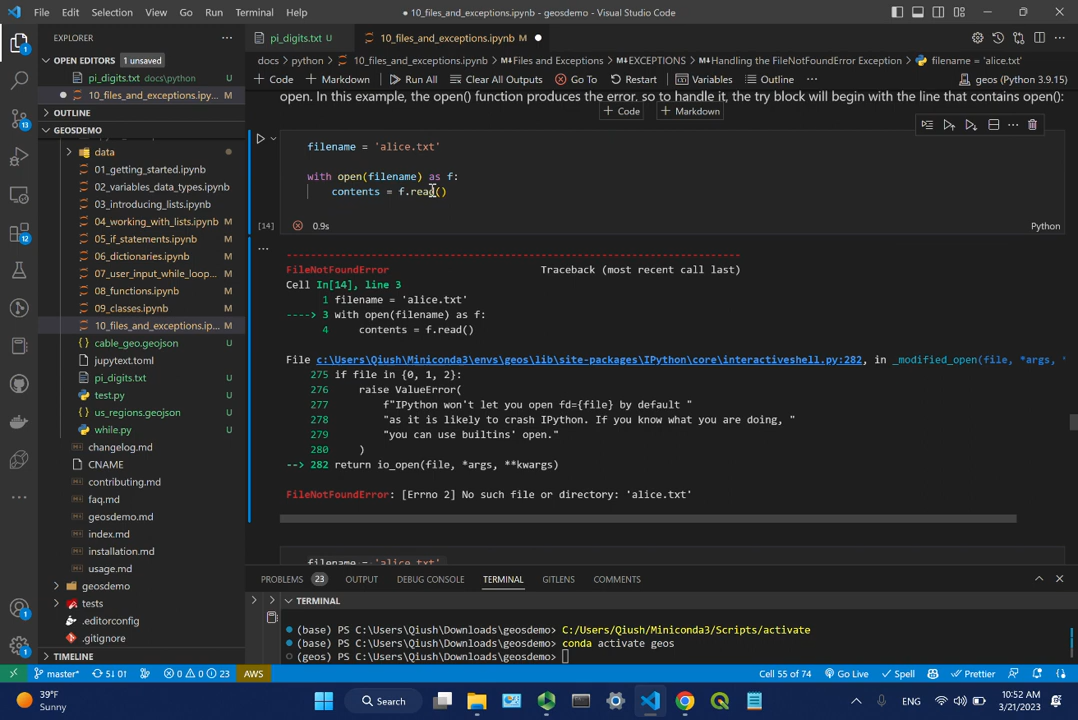 File Edit Selection View Go Run Terminal Help ● 10_files_and_exceptions.ipynb - geosdemo - Visual Studio Code
EXPLORER
OPEN EDITORS 1 unsaved
pi_digits.txt docs\python U
10_files_and_exceptions.ipy... M
OUTLINE
GEOSDEMO
data
01_getting_started.ipynb
02_variables_data_types.ipynb
03_introducing_lists.ipynb
04_working_with_lists.ipynb M
05_if_statements.ipynb M
06_dictionaries.ipynb M
07_user_input_while_loop... M
08_functions.ipynb M
09_classes.ipynb M
10_files_and_exceptions.ip... M
cable_geo.geojson U
jupytext.toml
pi_digits.txt U
test.py U
us_regions.geojson U
while.py U
changelog.md
CNAME
contributing.md
faq.md
geosdemo.md
index.md
installation.md
usage.md
geosdemo
tests
.editorconfig
.gitignore
TIMELINE
pi_digits.txt U 10_files_and_exceptions.ipynb M
docs > python > 10_files_and_exceptions.ipynb > Files and Exceptions > EXCEPTIONS > Handling the FileNotFoundError Exception > filename = 'alice.txt'
+ Code + Markdown Run All Clear All Outputs Go To Restart Variables Outline ... geos (Python 3.9.15)
open. In this example, the open() function produces the error, so to handle it, the try block will begin with the line that contains open():
+ Code + Markdown
filename = 'alice.txt'
with open(filename) as f:
contents = f.read()
[14] 0.9s Python
FileNotFoundError Traceback (most recent call last)
Cell In[14], line 3
1 filename = 'alice.txt'
----> 3 with open(filename) as f:
4 contents = f.read()
File c:\Users\Qiush\Miniconda3\envs\geos\lib\site-packages\IPython\core\interactiveshell.py:282, in _modified_open(file, *args, *
275 if file in {0, 1, 2}:
276 raise ValueError(
277 f"IPython won't let you open fd={file} by default "
278 "as it is likely to crash IPython. If you know what you are doing, "
279 "you can use builtins' open."
280 )
--> 282 return io_open(file, *args, **kwargs)
FileNotFoundError: [Errno 2] No such file or directory: 'alice.txt'
filename = 'alice.txt'
PROBLEMS 23 OUTPUT DEBUG CONSOLE TERMINAL GITLENS COMMENTS
TERMINAL
(base) PS C:\Users\Qiush\Downloads\geosdemo> C:/Users/Qiush/Miniconda3/Scripts/activate
(base) PS C:\Users\Qiush\Downloads\geosdemo> conda activate geos
(geos) PS C:\Users\Qiush\Downloads\geosdemo>
master* 5↓ 0↑ 0 0 23 AWS Cell 55 of 74 Go Live Spell Prettier
39°F
Sunny
Search
ENG
10:52 AM
3/21/2023